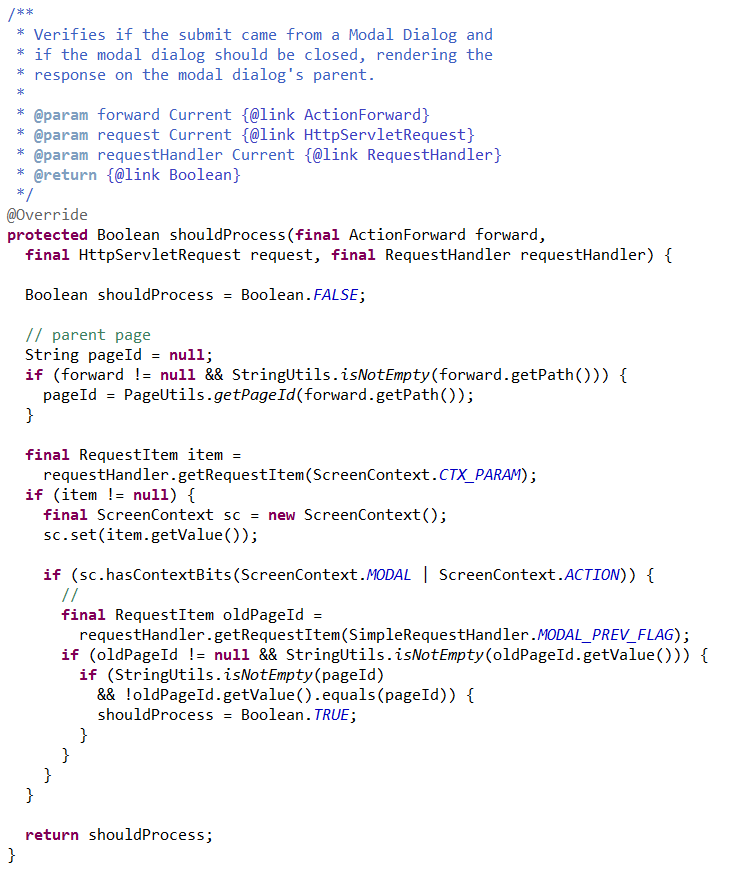 /**
 * Verifies if the submit came from a Modal Dialog and
 * if the modal dialog should be closed, rendering the
 * response on the modal dialog's parent.
 *
 * @param forward Current {@link ActionForward}
 * @param request Current {@link HttpServletRequest}
 * @param requestHandler Current {@link RequestHandler}
 * @return {@link Boolean}
 */
@Override
protected Boolean shouldProcess(final ActionForward forward,
  final HttpServletRequest request, final RequestHandler requestHandler) {

  Boolean shouldProcess = Boolean.FALSE;

  // parent page
  String pageId = null;
  if (forward != null && StringUtils.isNotEmpty(forward.getPath())) {
    pageId = PageUtils.getPageId(forward.getPath());
  }

  final RequestItem item =
    requestHandler.getRequestItem(ScreenContext.CTX_PARAM);
  if (item != null) {
    final ScreenContext sc = new ScreenContext();
    sc.set(item.getValue());

    if (sc.hasContextBits(ScreenContext.MODAL | ScreenContext.ACTION)) {
      //
      final RequestItem oldPageId =
        requestHandler.getRequestItem(SimpleRequestHandler.MODAL_PREV_FLAG);
      if (oldPageId != null && StringUtils.isNotEmpty(oldPageId.getValue())) {
        if (StringUtils.isNotEmpty(pageId)
          && !oldPageId.getValue().equals(pageId)) {
          shouldProcess = Boolean.TRUE;
        }
      }
    }
  }

  return shouldProcess;
}